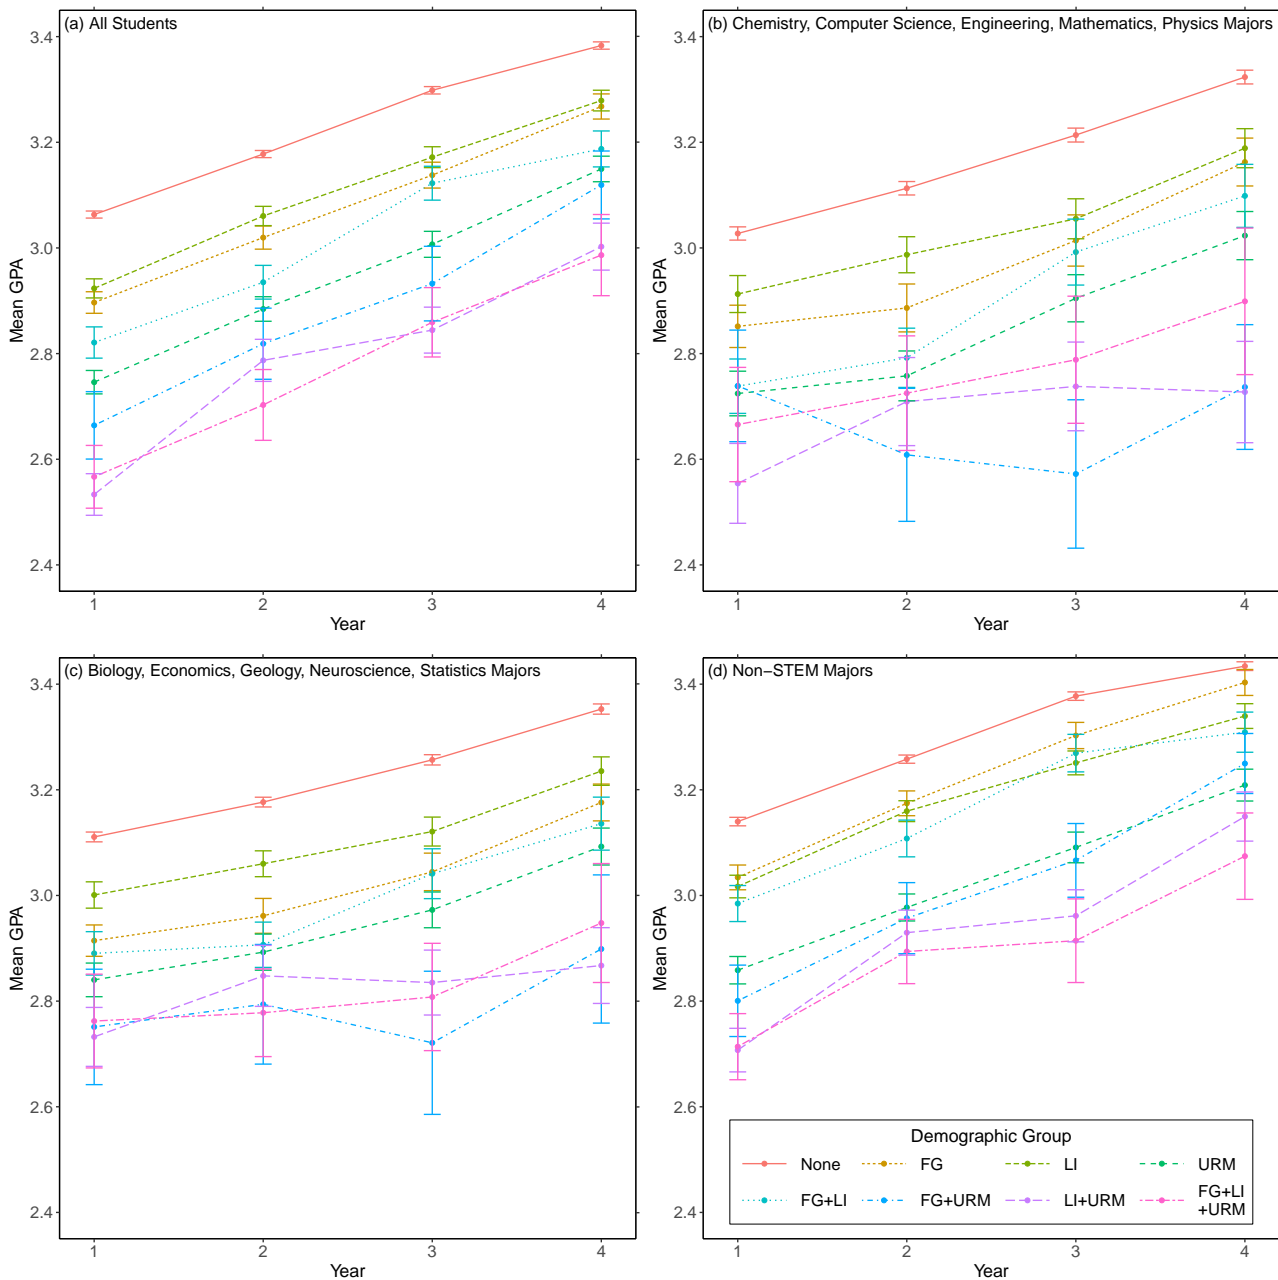 (a) All Students
3.4
3.2
3.0
2.8
2.6
2.4
Mean GPA
1 2 3 4
Year
(b) Chemistry, Computer Science, Engineering, Mathematics, Physics Majors
3.4
3.2
3.0
2.8
2.6
2.4
Mean GPA
1 2 3 4
Year
(c) Biology, Economics, Geology, Neuroscience, Statistics Majors
3.4
3.2
3.0
2.8
2.6
2.4
Mean GPA
1 2 3 4
Year
(d) Non−STEM Majors
3.4
3.2
3.0
2.8
2.6
2.4
Mean GPA
Demographic Group
None FG LI URM
FG+LI FG+URM LI+URM FG+LI
+URM
1 2 3 4
Year